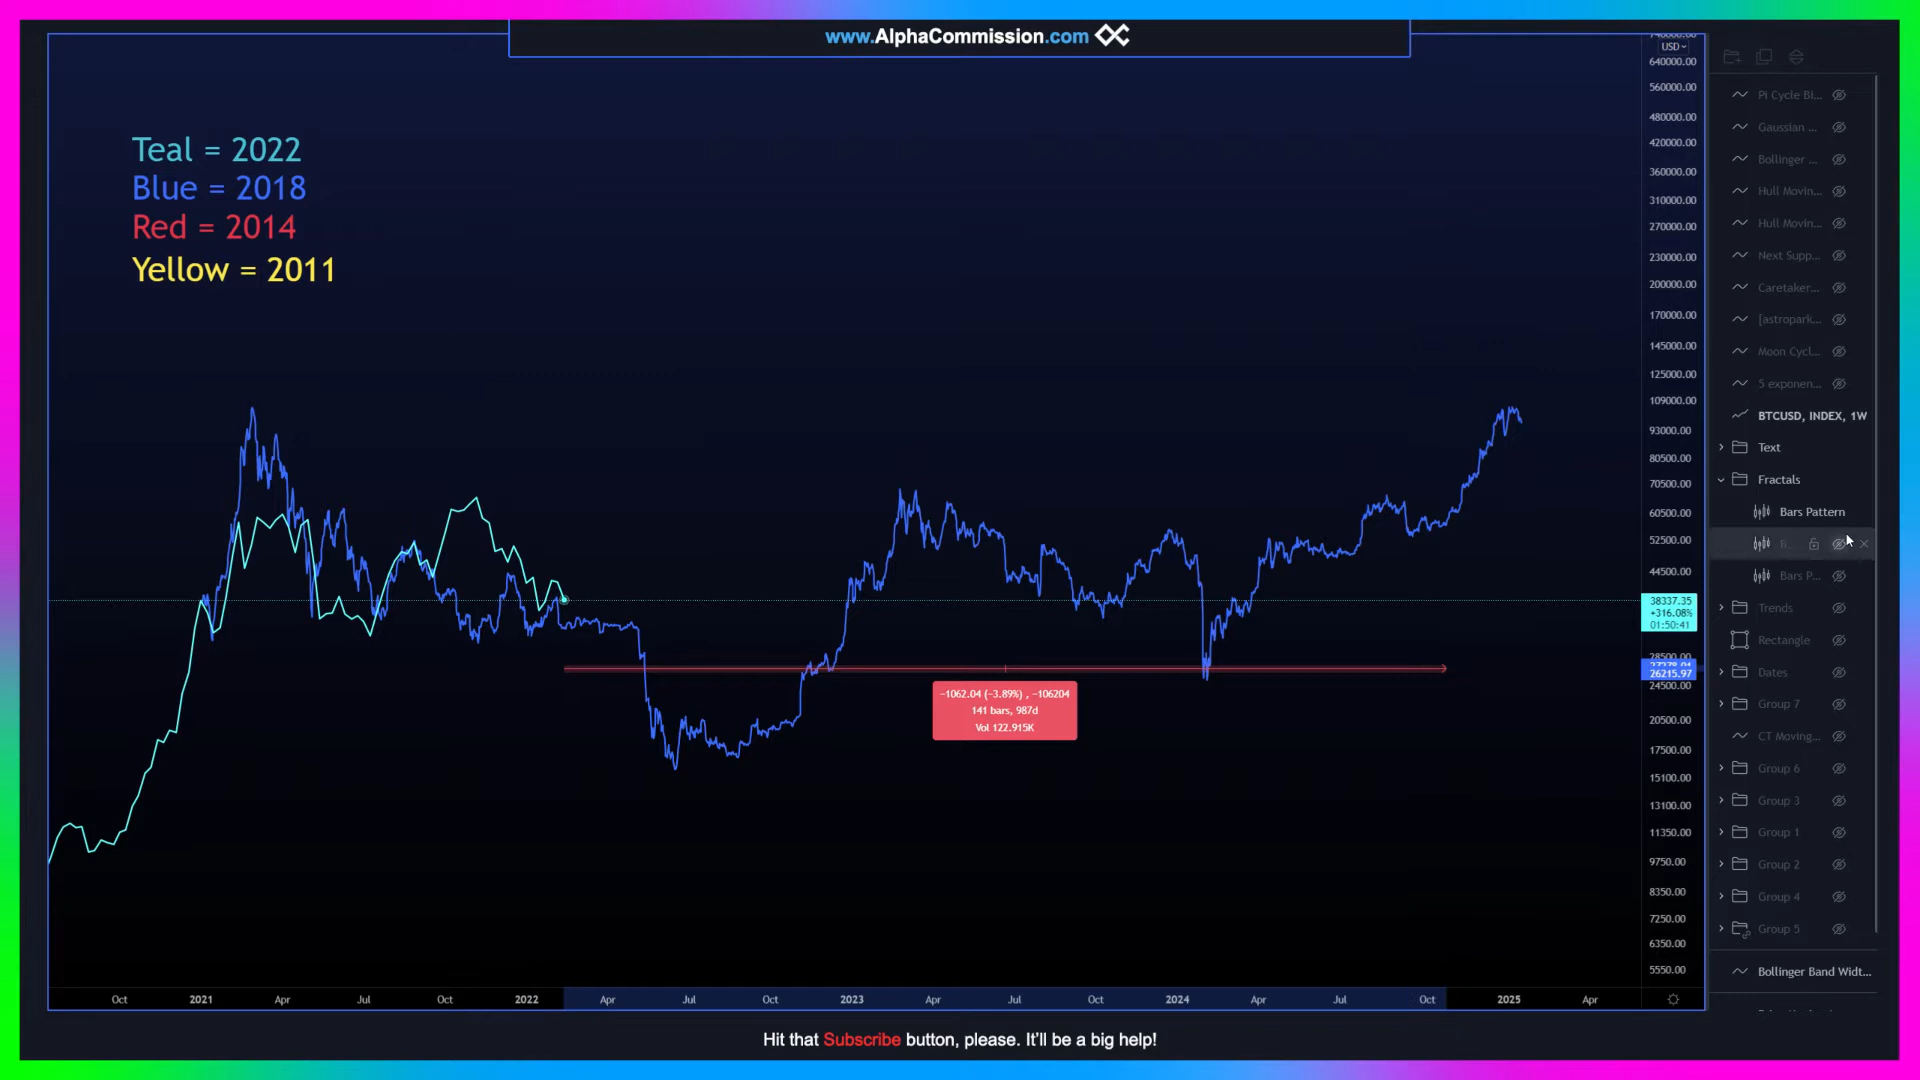 www.AlphaCommission.com
USD
640000.00
560000.00
480000.00
420000.00
360000.00
310000.00
270000.00
230000.00
200000.00
170000.00
145000.00
125000.00
109000.00
93000.00
80500.00
70500.00
60500.00
52500.00
44500.00
38337.35
+316.08%
01:50:41
28500.00
26215.97
24500.00
20500.00
17500.00
15100.00
13100.00
11350.00
9750.00
8350.00
7250.00
6350.00
5550.00
Teal = 2022
Blue = 2018
Red = 2014
Yellow = 2011
−1062.04 (−3.89%) , −106204
141 bars, 987d
Vol 122.915K
Oct 2021 Apr Jul Oct 2022 Apr Jul Oct 2023 Apr Jul Oct 2024 Apr Jul Oct 2025 Apr
Pi Cycle Bi...
Gaussian ...
Bollinger ...
Hull Movin...
Hull Movin...
Next Supp...
Caretaker...
[astropark...
Moon Cycl...
5 exponen...
BTCUSD, INDEX, 1W
Text
Fractals
Bars Pattern
B...
Bars P...
Trends
Rectangle
Dates
Group 7
CT Moving...
Group 6
Group 3
Group 1
Group 2
Group 4
Group 5
Bollinger Band Widt...
Hit that Subscribe button, please. It'll be a big help!